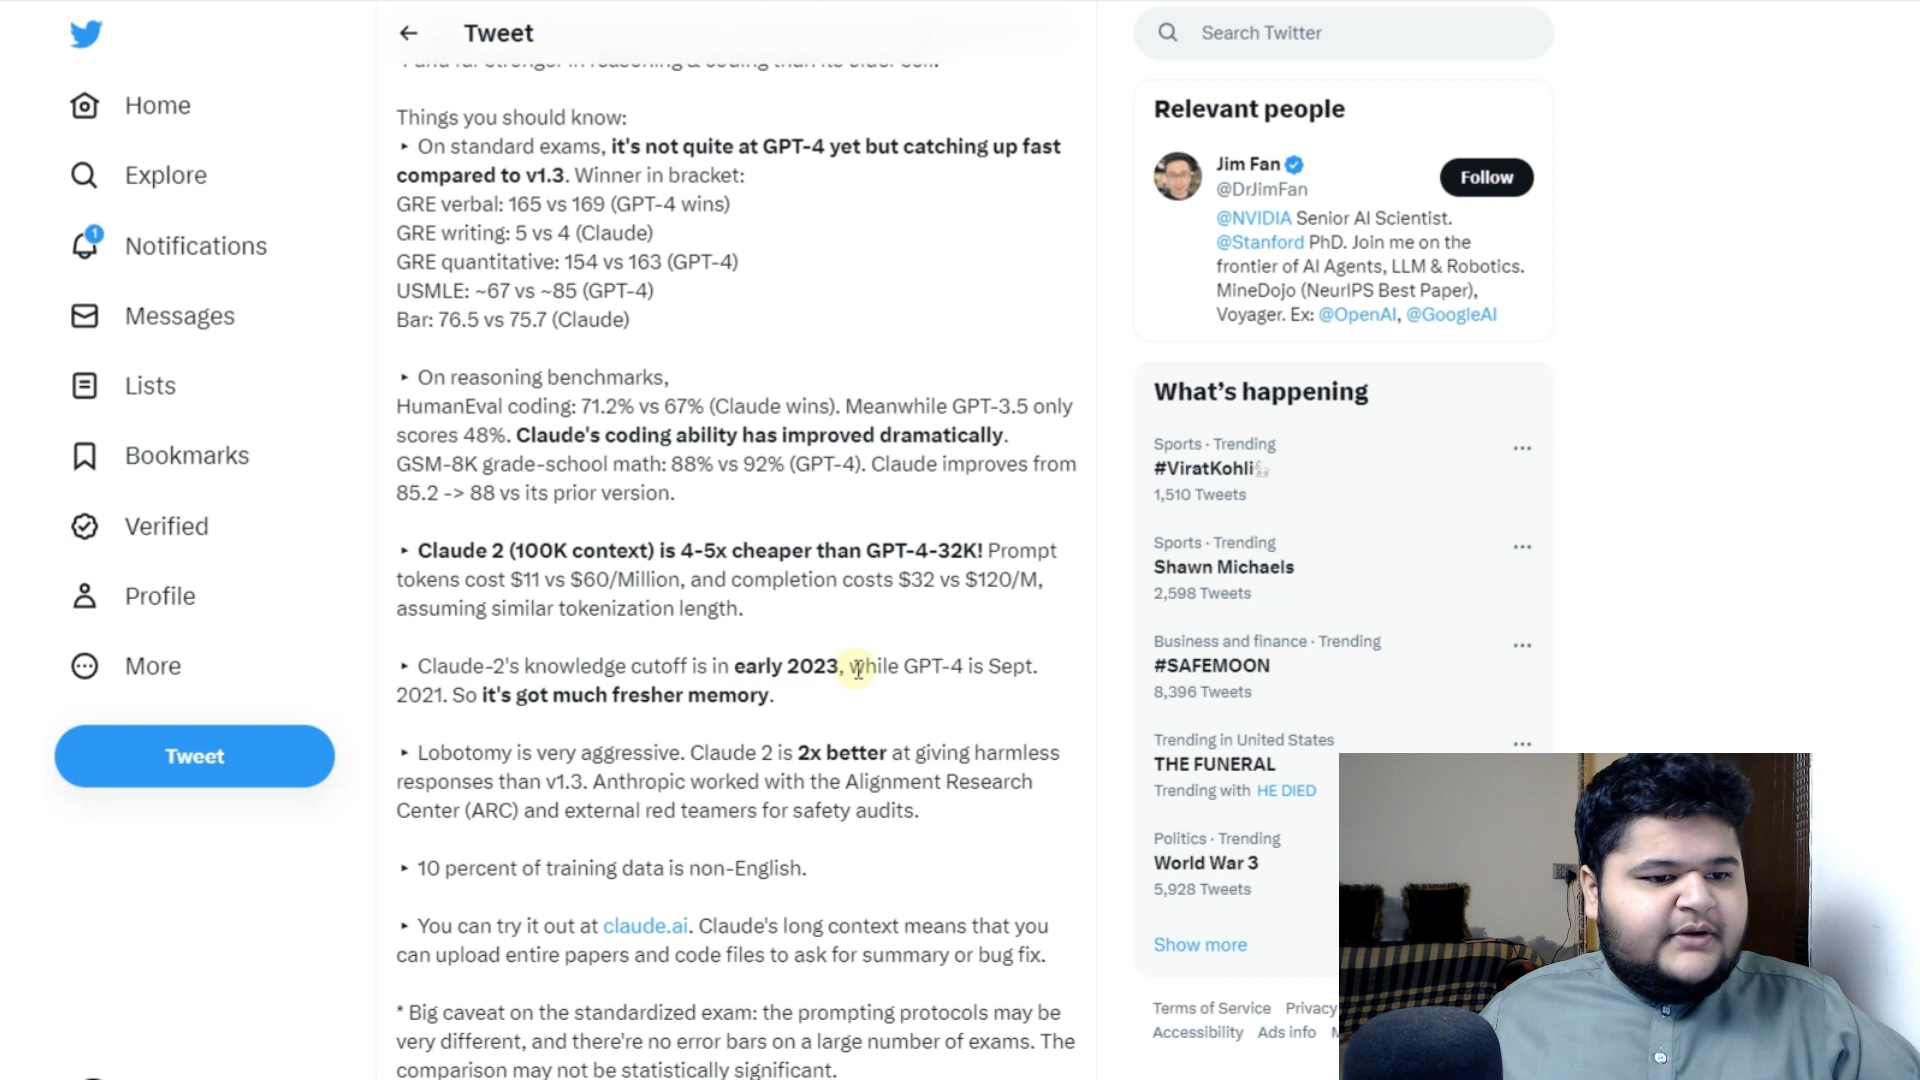 Home
Explore
1
Notifications
Messages
Lists
Bookmarks
Verified
Profile
More
Tweet
Tweet
stronger in reasoning & coding than its older self.
Things you should know:
‣ On standard exams, it's not quite at GPT-4 yet but catching up fast
compared to v1.3. Winner in bracket:
GRE verbal: 165 vs 169 (GPT-4 wins)
GRE writing: 5 vs 4 (Claude)
GRE quantitative: 154 vs 163 (GPT-4)
USMLE: ~67 vs ~85 (GPT-4)
Bar: 76.5 vs 75.7 (Claude)
‣ On reasoning benchmarks,
HumanEval coding: 71.2% vs 67% (Claude wins). Meanwhile GPT-3.5 only
scores 48%. Claude's coding ability has improved dramatically.
GSM-8K grade-school math: 88% vs 92% (GPT-4). Claude improves from
85.2 -> 88 vs its prior version.
‣ Claude 2 (100K context) is 4-5x cheaper than GPT-4-32K! Prompt
tokens cost $11 vs $60/Million, and completion costs $32 vs $120/M,
assuming similar tokenization length.
‣ Claude-2's knowledge cutoff is in early 2023, while GPT-4 is Sept.
2021. So it's got much fresher memory.
‣ Lobotomy is very aggressive. Claude 2 is 2x better at giving harmless
responses than v1.3. Anthropic worked with the Alignment Research
Center (ARC) and external red teamers for safety audits.
‣ 10 percent of training data is non-English.
‣ You can try it out at claude.ai. Claude's long context means that you
can upload entire papers and code files to ask for summary or bug fix.
* Big caveat on the standardized exam: the prompting protocols may be
very different, and there're no error bars on a large number of exams. The
comparison may not be statistically significant.
Search Twitter
Relevant people
Jim Fan
@DrJimFan
Follow
@NVIDIA Senior AI Scientist.
@Stanford PhD. Join me on the
frontier of AI Agents, LLM & Robotics.
MineDojo (NeurIPS Best Paper),
Voyager. Ex: @OpenAI, @GoogleAI
What's happening
Sports · Trending
#ViratKohli
1,510 Tweets
Sports · Trending
Shawn Michaels
2,598 Tweets
Business and finance · Trending
#SAFEMOON
8,396 Tweets
Trending in United States
THE FUNERAL
Trending with HE DIED
Politics · Trending
World War 3
5,928 Tweets
Show more
Terms of Service Privacy
Accessibility Ads info